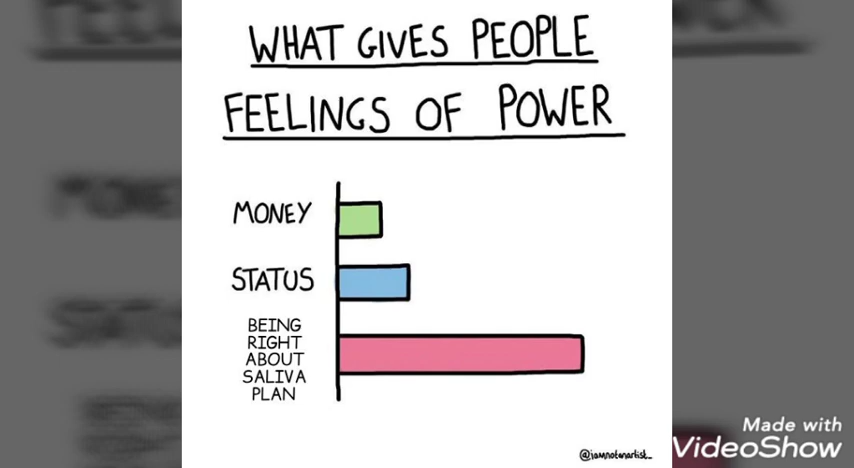 WHAT GIVES PEOPLE
FEELINGS OF POWER
MONEY
STATUS
BEING
RIGHT
ABOUT
SALIVA
PLAN
@iamnotanartist_
Made with
VideoShow